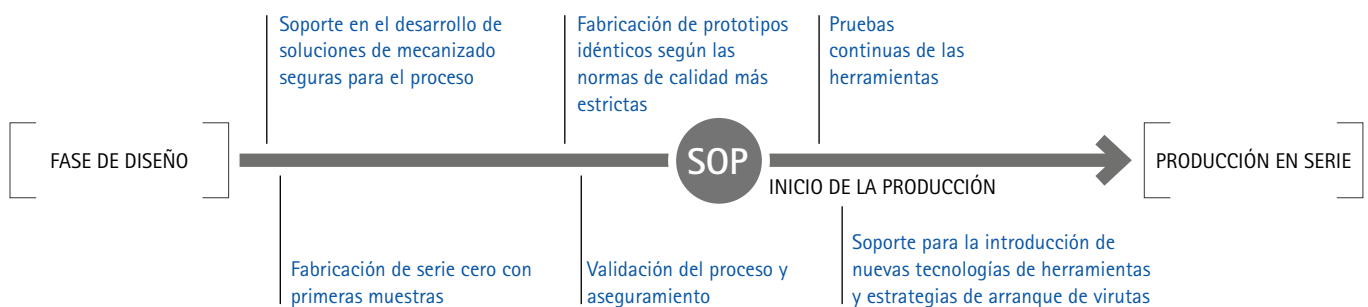 Soporte en el desarrollo de
soluciones de mecanizado
seguras para el proceso
Fabricación de prototipos
idénticos según las
normas de calidad más
estrictas
Pruebas
continuas de las
herramientas
FASE DE DISEÑO
SOP
INICIO DE LA PRODUCCIÓN
PRODUCCIÓN EN SERIE
Fabricación de serie cero con
primeras muestras
Validación del proceso y
aseguramiento
Soporte para la introducción de
nuevas tecnologías de herramientas
y estrategias de arranque de virutas